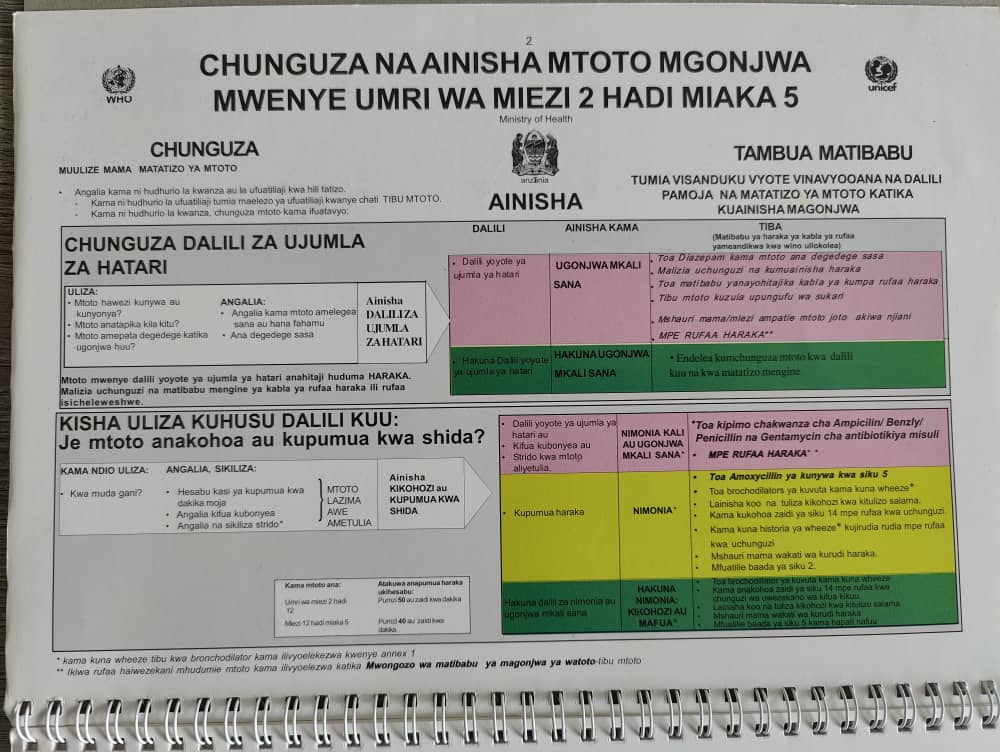 2
CHUNGUZA NA AINISHA MTOTO MGONJWA
MWENYE UMRI WA MIEZI 2 HADI MIAKA 5
WHO
unicef
Ministry of Health
anzania
CHUNGUZA
MUULIZE MAMA MATATIZO YA MTOTO
• Angalia kama ni hudhurio la kwanza au la ufuatiliaji kwa hili tatizo.
- Kama ni hudhurio la ufuatiliaji tumia maelezo ya ufuatiliaji kwenye chati TIBU MTOTO.
- Kama ni hudhurio la kwanza, chunguza mtoto kama ifuatavyo:
AINISHA
TAMBUA MATIBABU
TUMIA VISANDUKU VYOTE VINAVYOOANA NA DALILI
PAMOJA NA MATATIZO YA MTOTO KATIKA
KUAINISHA MAGONJWA
CHUNGUZA DALILI ZA UJUMLA
ZA HATARI
ULIZA:
• Mtoto hawezi kunywa au
kunyonya?
• Mtoto anatapika kila kitu?
• Mtoto amepata degedege katika
ugonjwa huu?
ANGALIA:
• Angalia kama mtoto amelegea
sana au hana fahamu
• Ana degedege sasa
Ainisha
DALILIZA
UJUMLA
ZA HATARI
Mtoto mwenye dalili yoyote ya ujumla ya hatari anahitaji huduma HARAKA.
Malizia uchunguzi na matibabu mengine ya kabla ya rufaa haraka ili rufaa
isicheleweshwe.
DALILI
AINISHA KAMA
TIBA
(Matibabu ya haraka ya kabla ya rufaa
yameandikwa kwa wino uliokolea)
• Dalili yoyote ya
ujumla ya hatari
UGONJWA MKALI
SANA
• Toa Diazepam kama mtoto ana degedege sasa
• Malizia uchunguzi na kumuainisha haraka
• Toa matibabu yanayohitajika kabla ya kumpa rufaa haraka
• Tibu mtoto kuzuia upungufu wa sukari
• Mshauri mama/mlezi ampatie mtoto joto akiwa njiani
• MPE RUFAA HARAKA**
• Hakuna Dalili yoyote
ya ujumla ya hatari
HAKUNA UGONJWA
MKALI SANA
• Endelea kumchunguza mtoto kwa dalili
kuu na kwa matatizo mengine
KISHA ULIZA KUHUSU DALILI KUU:
Je mtoto anakohoa au kupumua kwa shida?
KAMA NDIO ULIZA:
• Kwa muda gani?
ANGALIA, SIKILIZA:
• Hesabu kasi ya kupumua kwa
dakika moja
• Angalia kifua kubonyea
• Angalia na sikiliza strido*
MTOTO
LAZIMA
AWE
AMETULIA
Ainisha
KIKOHOZI au
KUPUMUA KWA
SHIDA
Kama mtoto ana:
Umri wa miezi 2 hadi
12
Miezi 12 hadi miaka 5
Atakuwa anapumua haraka
ukihesabu:
Pumzi 50 au zaidi kwa dakika
Pumzi 40 au zaidi kwa
dakika
• Dalili yoyote ya ujumla ya
hatari au
• Kifua kubonyea au
• Strido kwa mtoto
aliyetulia.
NIMONIA KALI
AU UGONJWA
MKALI SANA*
*Toa kipimo chakwanza cha Ampicilin/ Benzly/
Penicillin na Gentamycin cha antibiotikiya misuli
• MPE RUFAA HARAKA* *
• Kupumua haraka
NIMONIA*
• Toa Amoxycillin ya kunywa kwa siku 5
• Toa brochodilators ya kuvuta kama kuna wheeze*
• Lainisha koo na tuliza kikohozi kwa kitulizo salama.
• Kama kukohoa zaidi ya siku 14 mpe rufaa kwa uchunguzi.
• Kama kuna historia ya wheeze* kujirudia rudia mpe rufaa
kwa uchunguzi
• Mshauri mama wakati wa kurudi haraka.
• Mfuatilie baada ya siku 2.
Hakuna dalili za nimonia au
ugonjwa mkali sana
HAKUNA
NIMONIA:
KIKOHOZI AU
MAFUA*
• Toa brochodilator ya kuvuta kama kuna wheeze
• Kama anakohoa zaidi ya siku 14 mpe rufaa kwa
chunguzi wa uwezekano wa kifua kikuu.
• Lainisha koo na tuliza kikohozi kwa kitulizo salama
• Mshauri mama wakati wa kurudi haraka
• Mfuatilie baada ya siku 5 kama hapati nafuu
* kama kuna wheeze tibu kwa bronchodilator kama ilivyoelekezwa kwenye annex 1
** Ikiwa rufaa haiwezekani mhudumie mtoto kama ilivyoelezwa katika Mwongozo wa matibabu ya magonjwa ya watoto-tibu mtoto